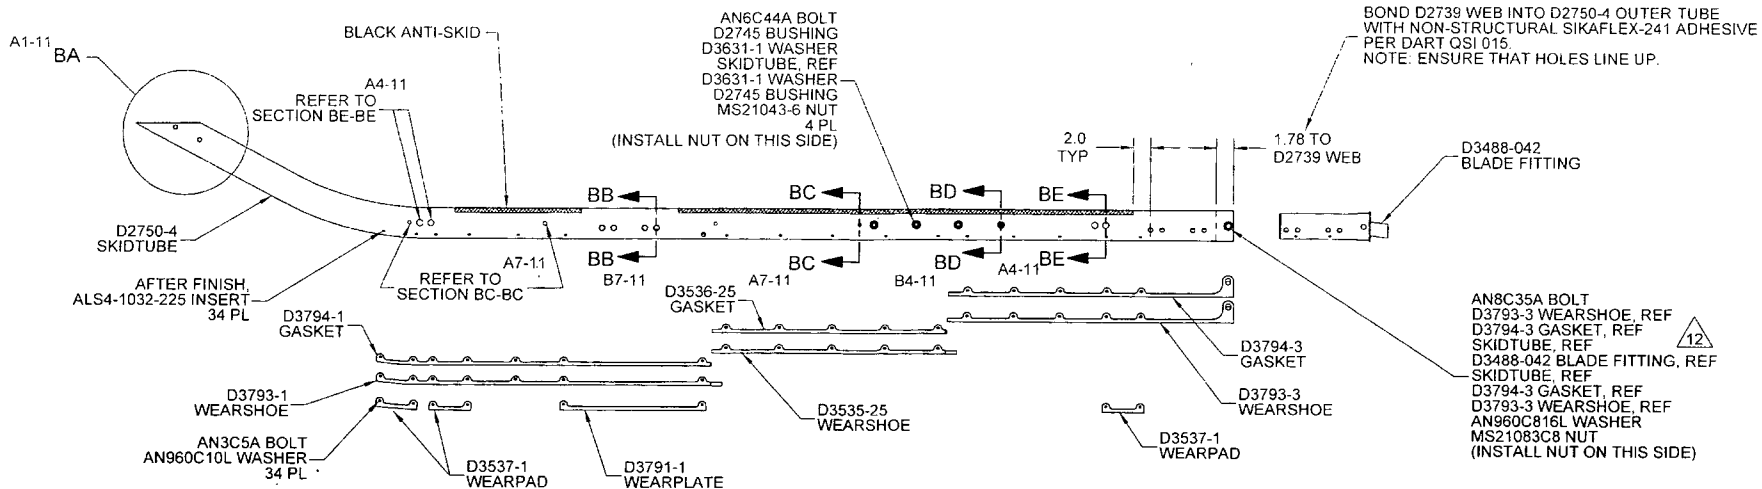 A1-11
BA
BLACK ANTI-SKID
A4-11
REFER TO
SECTION BE-BE
AN6C44A BOLT
D2745 BUSHING
D3631-1 WASHER
SKIDTUBE, REF
D3631-1 WASHER
D2745 BUSHING
MS21043-6 NUT
4 PL
(INSTALL NUT ON THIS SIDE)
BOND D2739 WEB INTO D2750-4 OUTER TUBE
WITH NON-STRUCTURAL SIKAFLEX-241 ADHESIVE
PER DART QSI 015.
NOTE: ENSURE THAT HOLES LINE UP.
2.0
TYP
1.78 TO
D2739 WEB
D3488-042
BLADE FITTING
BB
BC
BD
BE
D2750-4
SKIDTUBE
AFTER FINISH,
ALS4-1032-225 INSERT
34 PL
A7-11
REFER TO
SECTION BC-BC
BB
B7-11
BC
A7-11
BD
B4-11
BE
A4-11
D3794-1
GASKET
D3536-25
GASKET
D3794-3
GASKET
D3793-1
WEARSHOE
D3535-25
WEARSHOE
D3793-3
WEARSHOE
AN3C5A BOLT
AN960C10L WASHER
34 PL
D3537-1
WEARPAD
D3791-1
WEARPLATE
D3537-1
WEARPAD
AN8C35A BOLT
D3793-3 WEARSHOE, REF
D3794-3 GASKET, REF
SKIDTUBE, REF
D3488-042 BLADE FITTING, REF
SKIDTUBE, REF
D3794-3 GASKET, REF
D3793-3 WEARSHOE, REF
AN960C816L WASHER
MS21083C8 NUT
(INSTALL NUT ON THIS SIDE)
12